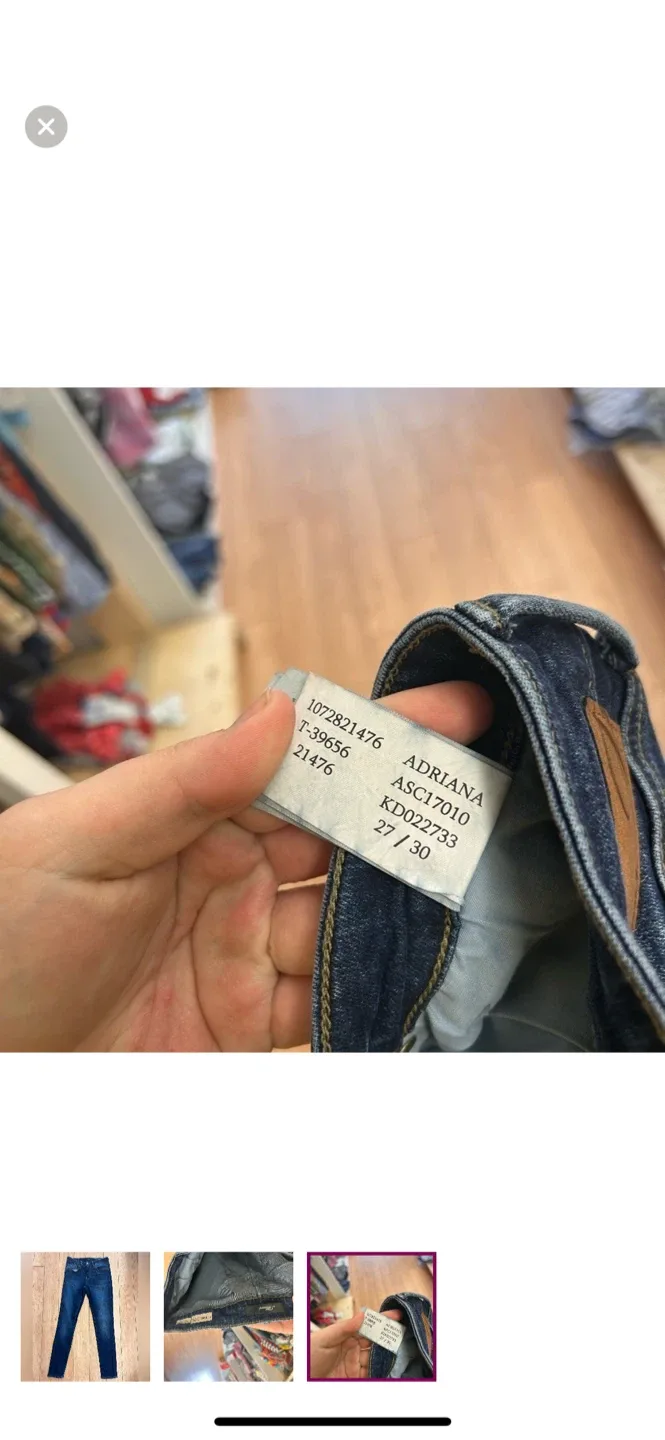 1072821476
T-39656
21476
ADRIANA
ASC17010
KD022733
27 / 30